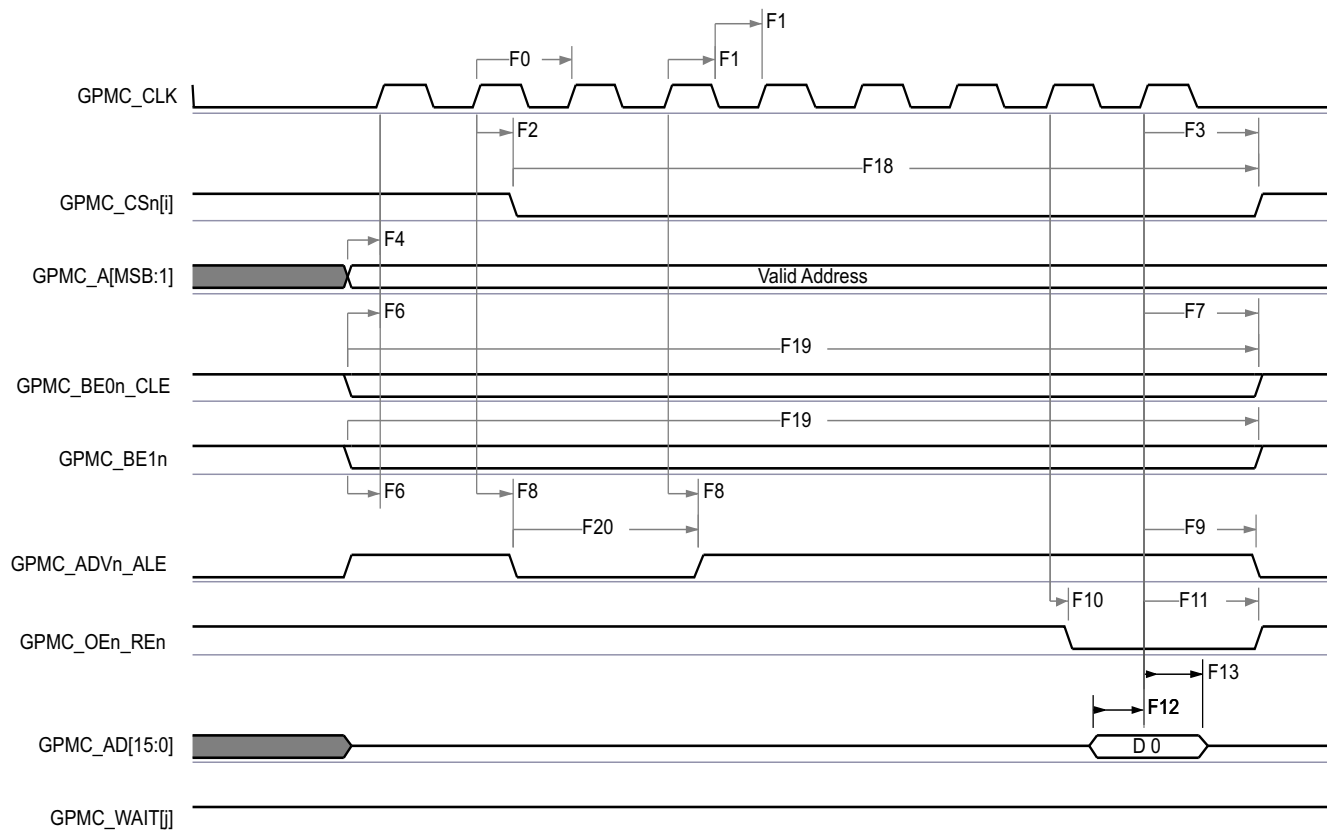 F1
F0
F1
GPMC_CLK
F2
F3
F18
GPMC_CSn[i]
F4
GPMC_A[MSB:1]
Valid Address
F6
F7
F19
GPMC_BE0n_CLE
F19
GPMC_BE1n
F6
F8
F8
F20
F9
GPMC_ADVn_ALE
F10
F11
GPMC_OEn_REn
F13
F12
GPMC_AD[15:0]
D 0
GPMC_WAIT[j]